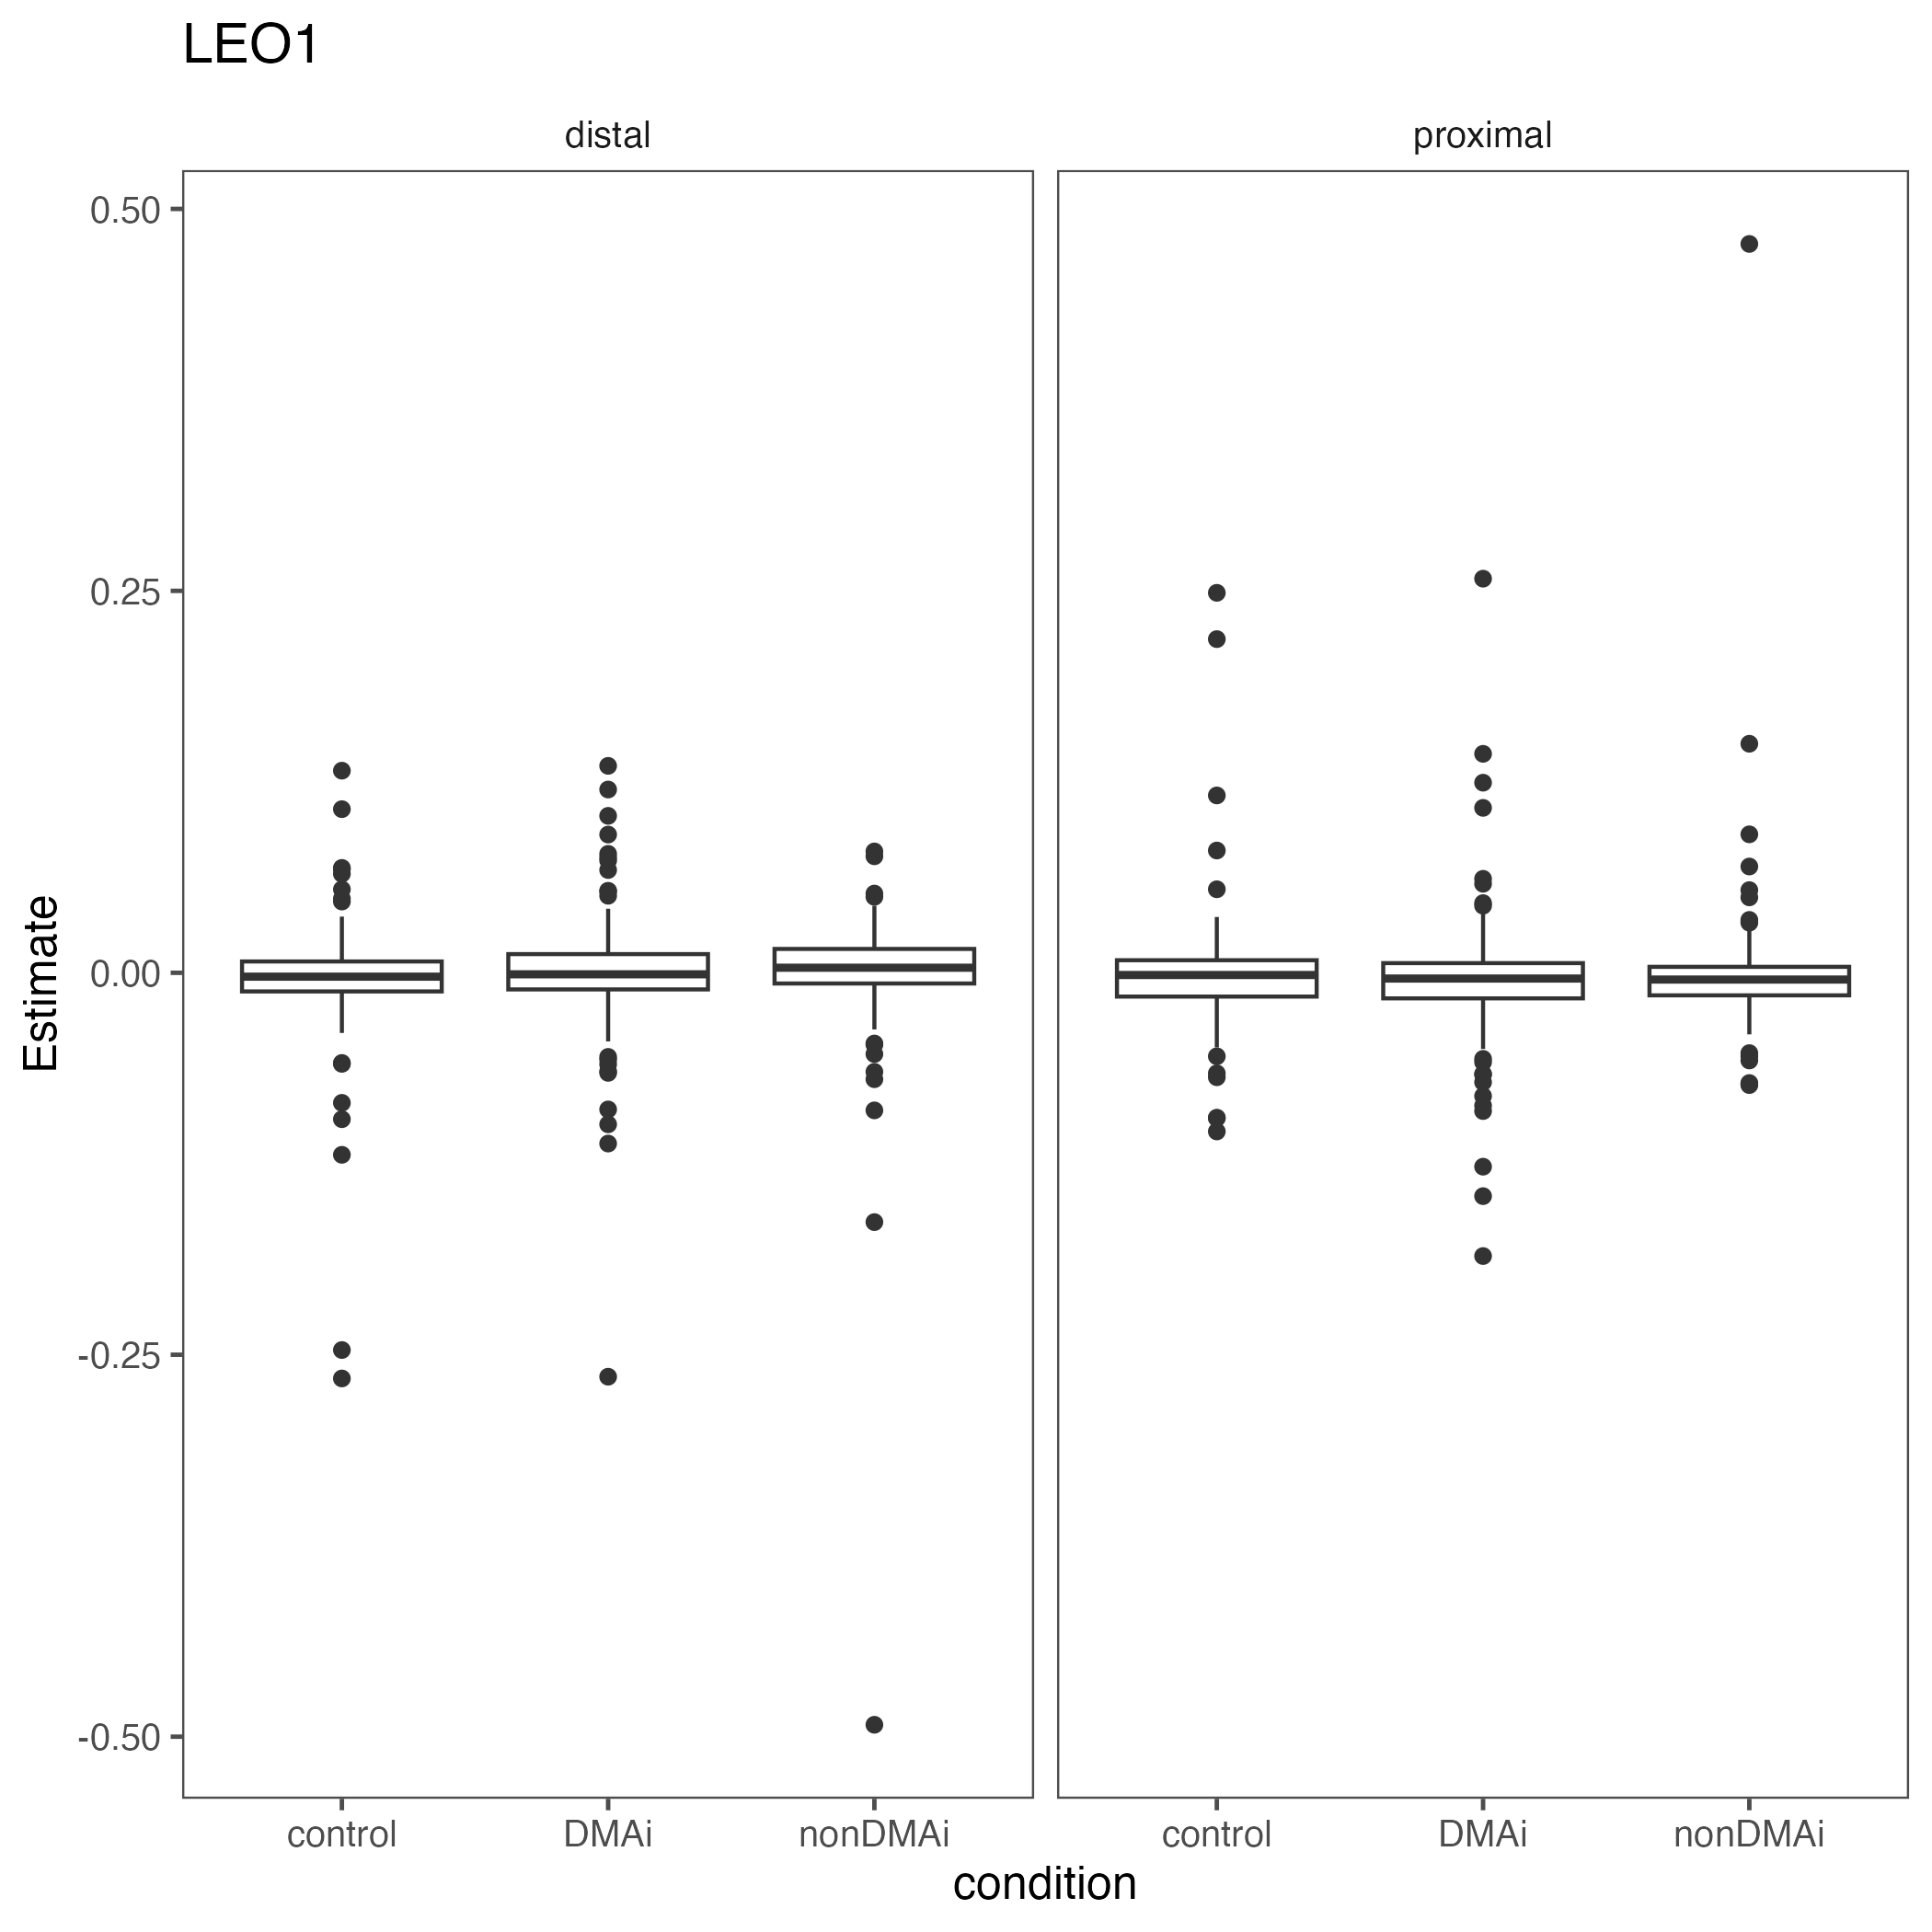 LEO1
distal
proximal
0.50
0.25
0.00
-0.25
-0.50
Estimate
control DMAi nonDMAi
control DMAi nonDMAi
condition